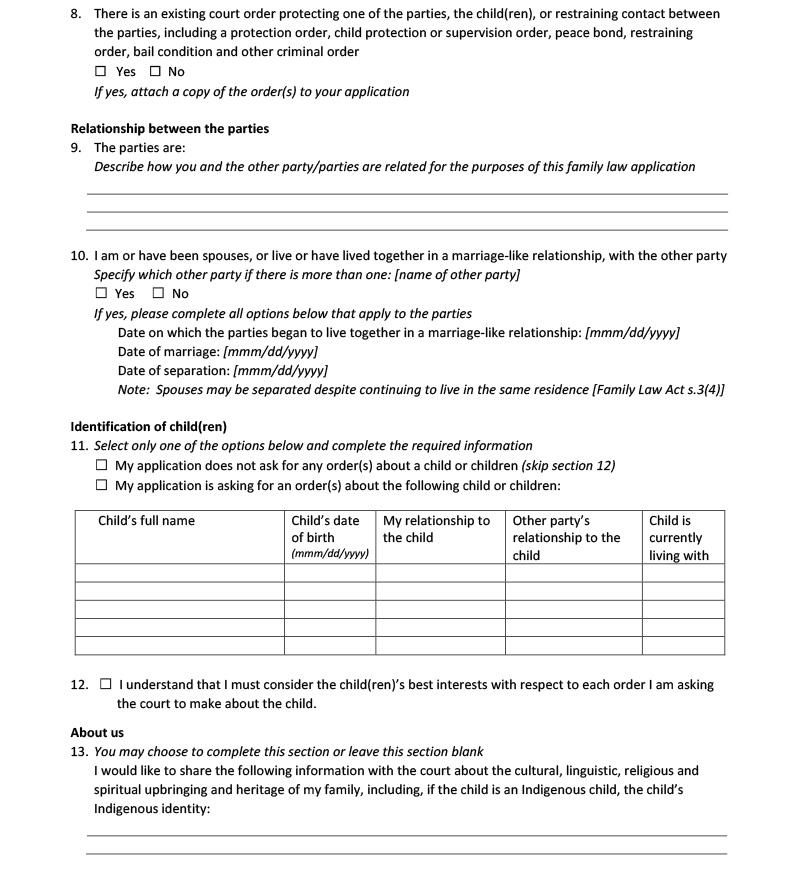 8. There is an existing court order protecting one of the parties, the child(ren), or restraining contact between
the parties, including a protection order, child protection or supervision order, peace bond, restraining
order, bail condition and other criminal order
☐ Yes ☐ No
If yes, attach a copy of the order(s) to your application
Relationship between the parties
9. The parties are:
Describe how you and the other party/parties are related for the purposes of this family law application
10. I am or have been spouses, or live or have lived together in a marriage-like relationship, with the other party
Specify which other party if there is more than one: [name of other party]
☐ Yes ☐ No
If yes, please complete all options below that apply to the parties
Date on which the parties began to live together in a marriage-like relationship: [mmm/dd/yyyy]
Date of marriage: [mmm/dd/yyyy]
Date of separation: [mmm/dd/yyyy]
Note: Spouses may be separated despite continuing to live in the same residence [Family Law Act s.3(4)]
Identification of child(ren)
11. Select only one of the options below and complete the required information
☐ My application does not ask for any order(s) about a child or children (skip section 12)
☐ My application is asking for an order(s) about the following child or children:
Child's full name
Child's date
of birth
(mmm/dd/yyyy)
My relationship to
the child
Other party's
relationship to the
child
Child is
currently
living with
12. ☐ I understand that I must consider the child(ren)'s best interests with respect to each order I am asking
the court to make about the child.
About us
13. You may choose to complete this section or leave this section blank
I would like to share the following information with the court about the cultural, linguistic, religious and
spiritual upbringing and heritage of my family, including, if the child is an Indigenous child, the child's
Indigenous identity: